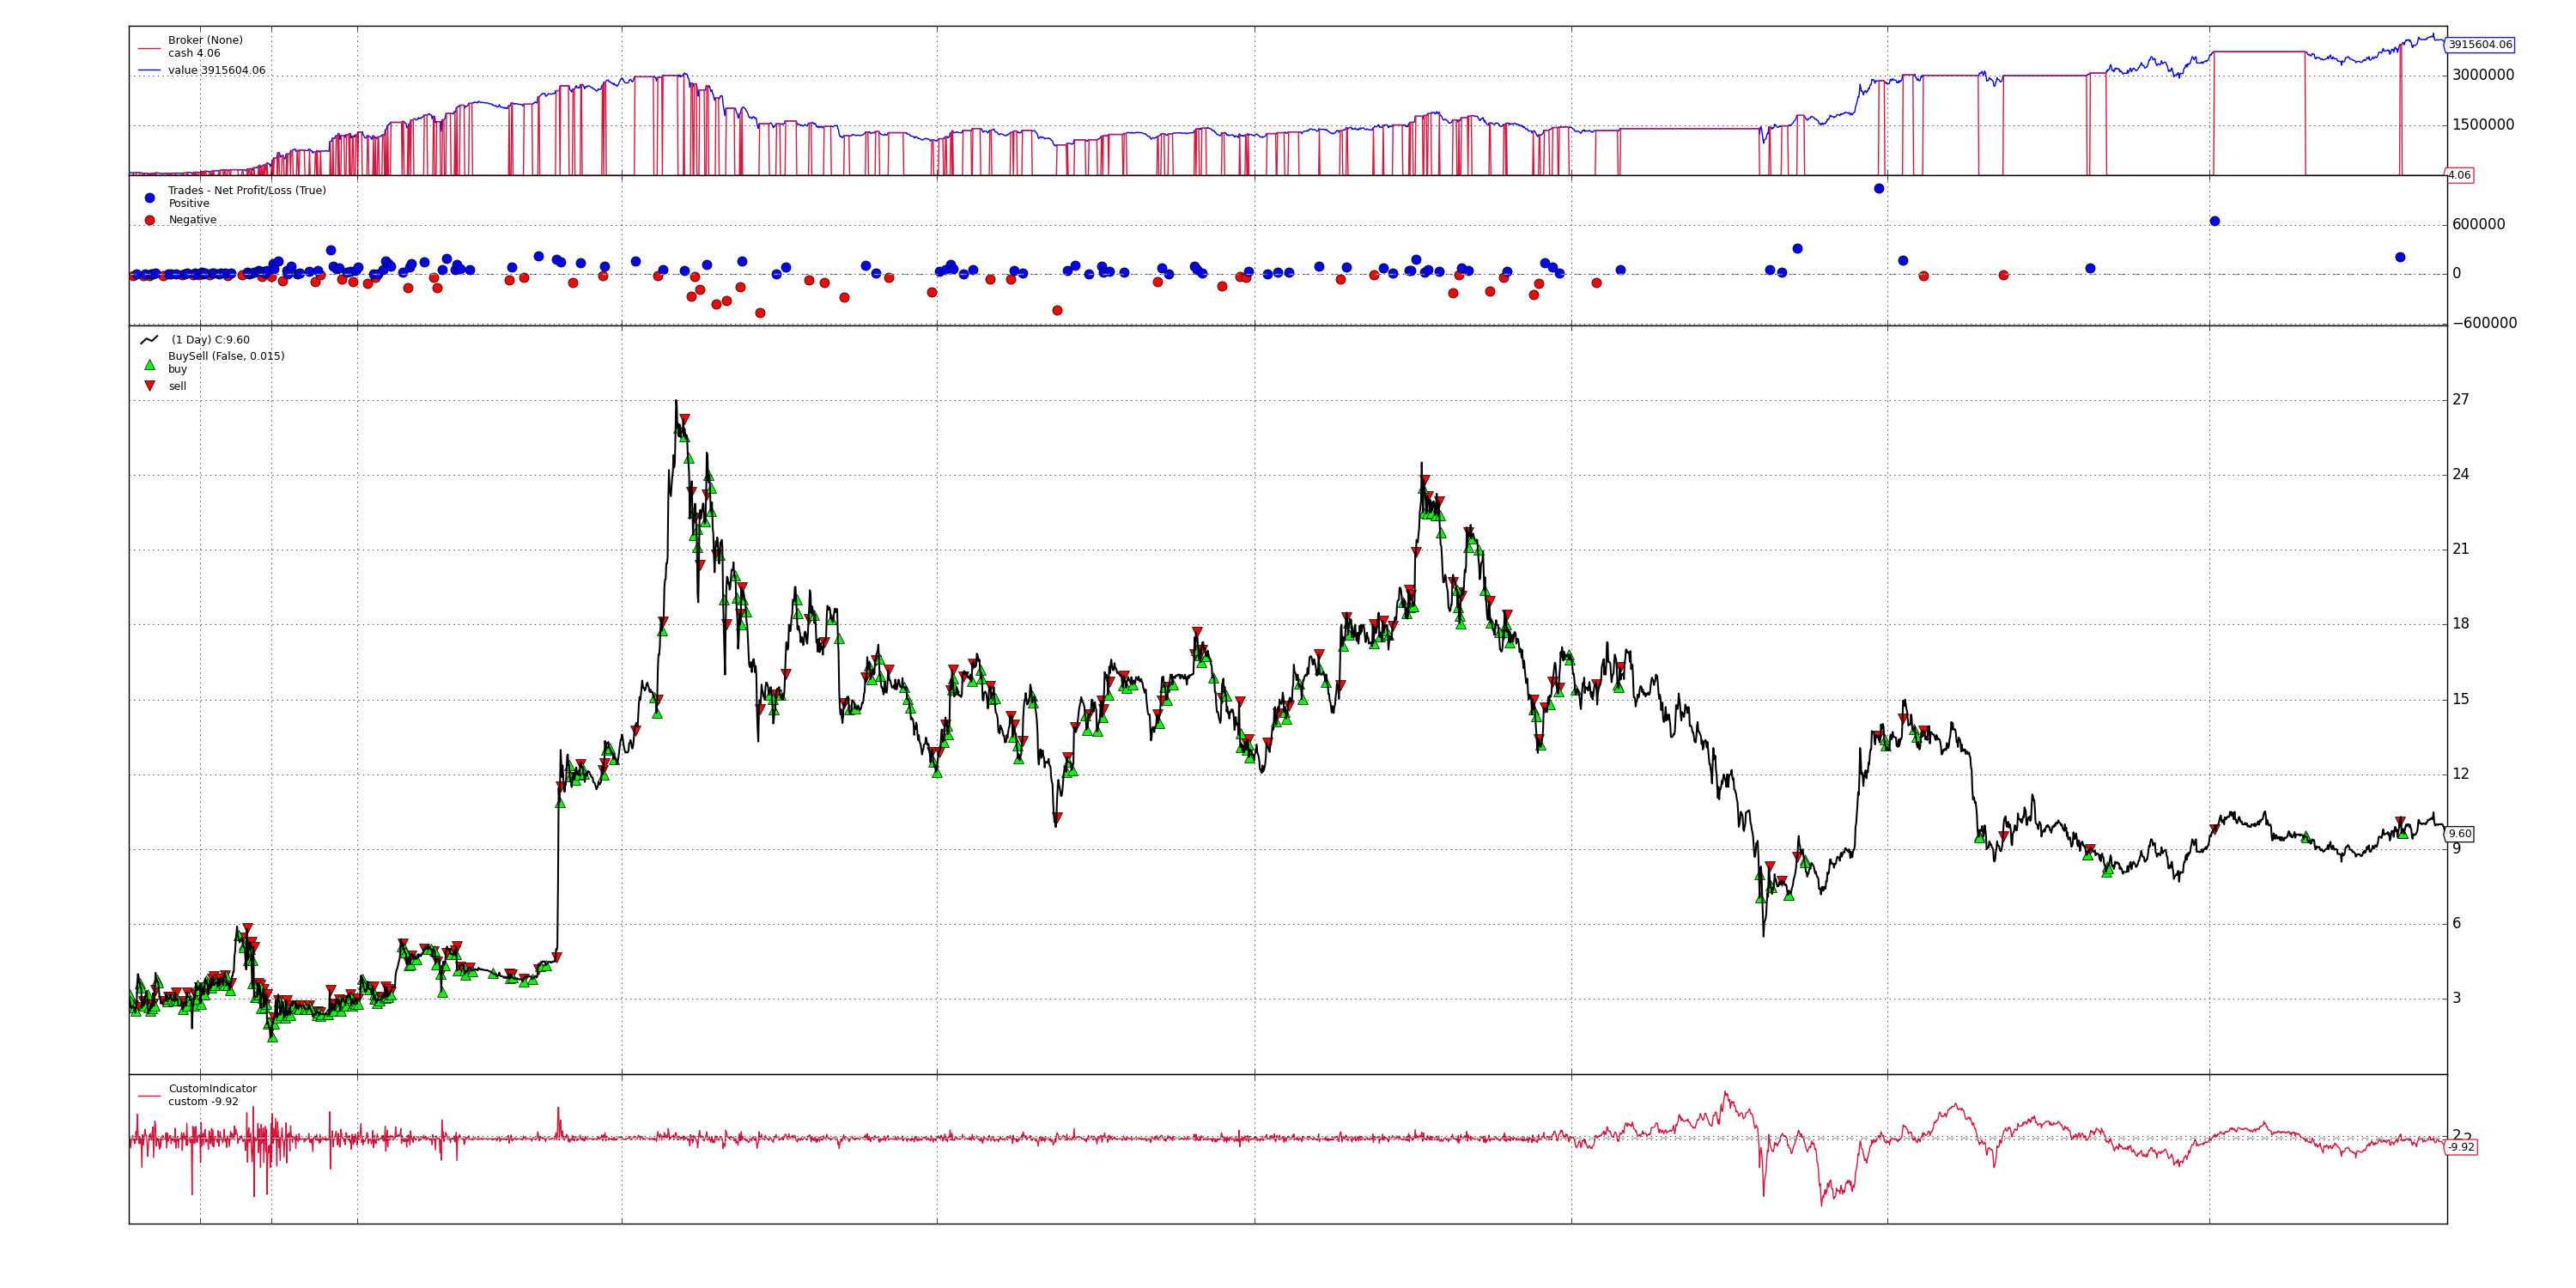 Broker (None)
cash 4.06
value 3915604.06
3915604.06
3000000
1500000
4.06
Trades - Net Profit/Loss (True)
Positive
Negative
600000
0
−600000
(1 Day) C:9.60
BuySell (False, 0.015)
buy
sell
27
24
21
18
15
12
9.60
9
6
3
CustomIndicator
custom -9.92
-9.92